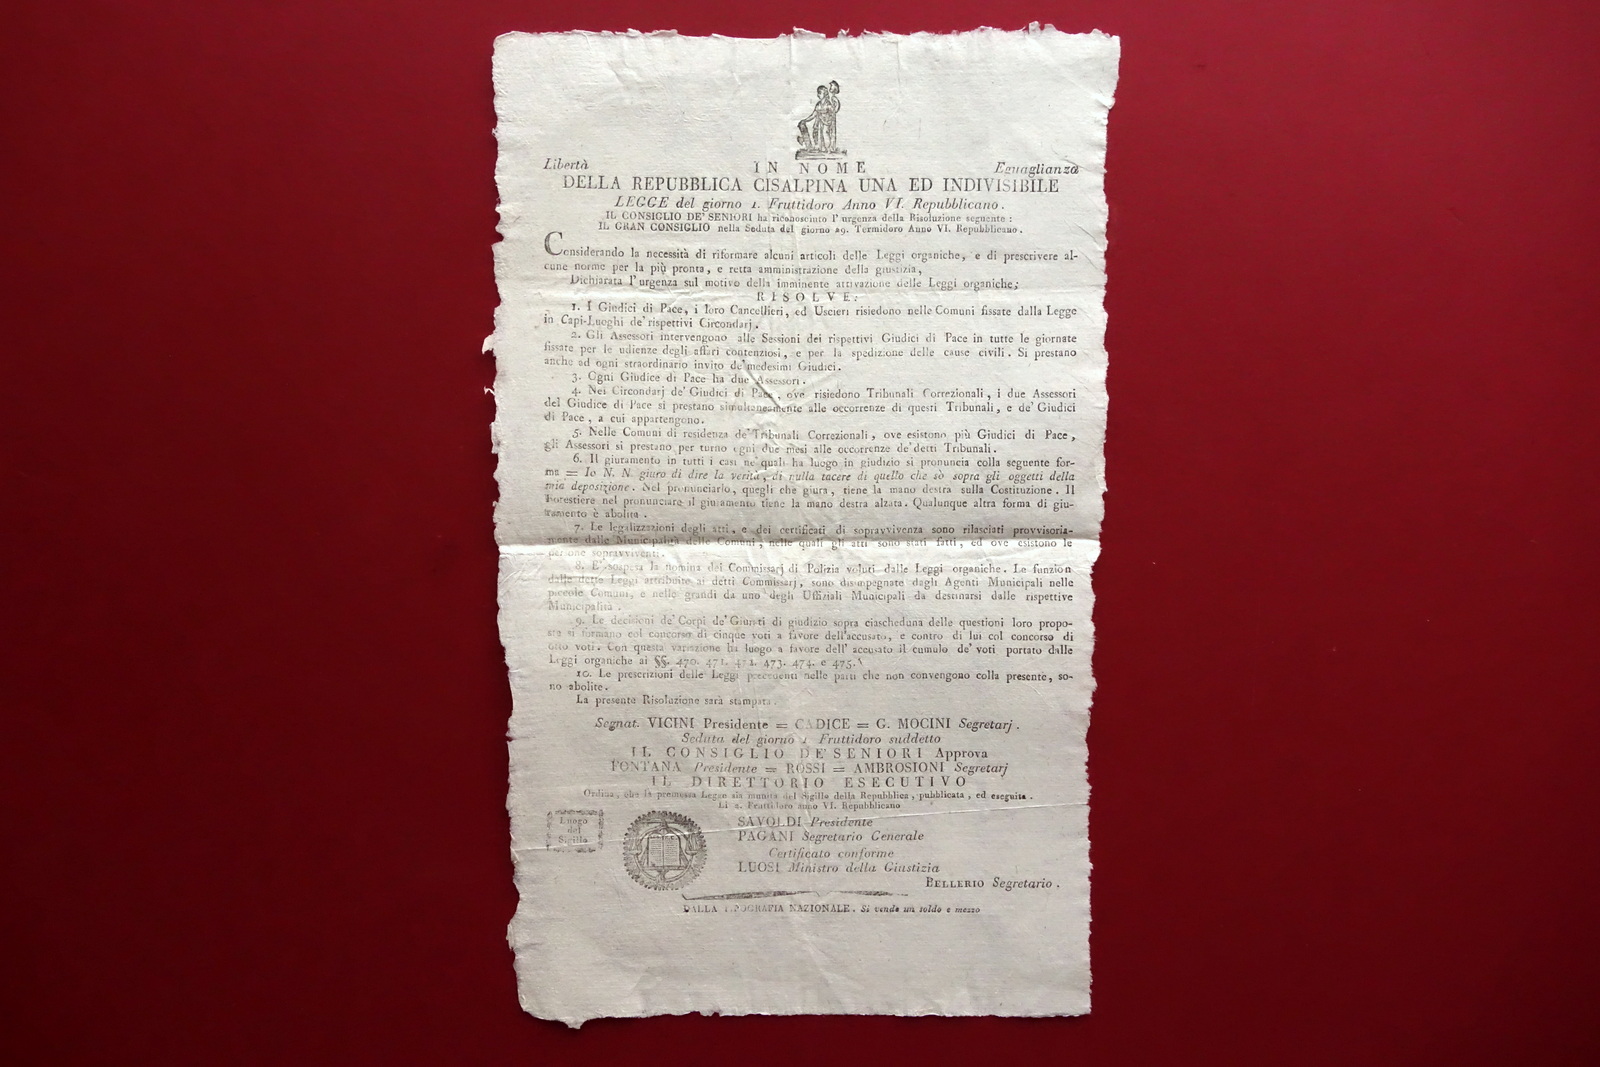 Libertà IN NOME Eguaglianza
DELLA REPUBBLICA CISALPINA UNA ED INDIVISIBILE
LEGGE del giorno 1. Fruttidoro Anno VI. Repubblicano.
IL CONSIGLIO DE' SENIORI ha riconosciuto l'urgenza della Risoluzione seguente:
IL GRAN CONSIGLIO nella Seduta del giorno 29. Termidoro Anno VI. Repubblicano.
Considerando la necessità di riformare alcuni articoli delle Leggi organiche, e di prescrivere al-
cune norme per la più pronta, e retta amministrazione della giustizia,
Dichiarata l'urgenza sul motivo della imminente attivazione delle Leggi organiche;
RISOLVE:
1. I Giudici di Pace, i loro Cancellieri, ed Uscieri risiedono nelle Comuni fissate dalla Legge
in Capi-Luoghi de' rispettivi Circondarj.
2. Gli Assessori intervengono alle Sessioni dei rispettivi Giudici di Pace in tutte le giornate
fissate per le udienze degli affari contenziosi, e per la spedizione delle cause civili. Si prestano
anche ad ogni straordinario invito de' medesimi Giudici.
3. Ogni Giudice di Pace ha due Assessori.
4. Nei Circondarj de' Giudici di Pace, ove risiedono Tribunali Correzionali, i due Assessori
del Giudice di Pace si prestano simultaneamente alle occorrenze di questi Tribunali, e de' Giudici
di Pace, a cui appartengono.
5. Nelle Comuni di residenza de' Tribunali Correzionali, ove esistono più Giudici di Pace,
gli Assessori si prestano per turno ogni due mesi alle occorrenze de' detti Tribunali.
6. Il giuramento in tutti i casi ne' quali ha luogo in giudizio si pronuncia colla seguente for-
ma = Io N. N. giuro di dire la verità, di nulla tacere di quello che sò sopra gli oggetti della
mia deposizione. Nel pronunciarlo, quegli che giura, tiene la mano destra sulla Costituzione. Il
Forestiere nel pronunciare il giuramento tiene la mano destra alzata. Qualunque altra forma di giu-
ramento è abolita.
7. Le legalizzazioni degli atti, e dei certificati di sopravvivenza sono rilasciati provvisoria-
mente dalle Municipalità delle Comuni, nelle quali gli atti sono stati fatti, ed ove esistono le
persone sopravviventi.
8. E' sospesa la nomina dei Commissarj di Polizia voluti dalle Leggi organiche. Le funzion
dalle dette Leggi attribuite ai detti Commissarj, sono disimpegnate dagli Agenti Municipali nelle
piccole Comuni, e nelle grandi da uno degli Uffiziali Municipali da destinarsi dalle rispettive
Municipalità.
9. Le decisioni de' Corpi de' Giurati di giudizio sopra ciascheduna delle questioni loro propo-
ste si formano col concorso di cinque voti a favore dell'accusato, e contro di lui col concorso di
otto voti. Con questa variazione ha luogo a favore dell'accusato il cumulo de' voti portato dalle
Leggi organiche ai §§. 470. 471. 472. 473. 474. e 475.
10. Le prescrizioni delle Leggi precedenti nelle parti che non convengono colla presente, so-
no abolite.
La presente Risoluzione sarà stampata.
Segnat. VICINI Presidente = CADICE = G. MOCINI Segretarj.
Seduta del giorno 1 Fruttidoro suddetto
IL CONSIGLIO DE' SENIORI Approva
FONTANA Presidente = ROSSI = AMBROSIONI Segretarj
IL DIRETTORIO ESECUTIVO
Ordina, che la premessa Legge sia munita del Sigillo della Repubblica, pubblicata, ed eseguita.
Li 2. Fruttidoro anno VI. Repubblicano
Luogo
del
Sigillo
SAVOLDI Presidente
PAGANI Segretario Generale
Certificato conforme
LUOSI Ministro della Giustizia
BELLERIO Segretario.
DALLA TIPOGRAFIA NAZIONALE. Si vende un soldo e mezzo